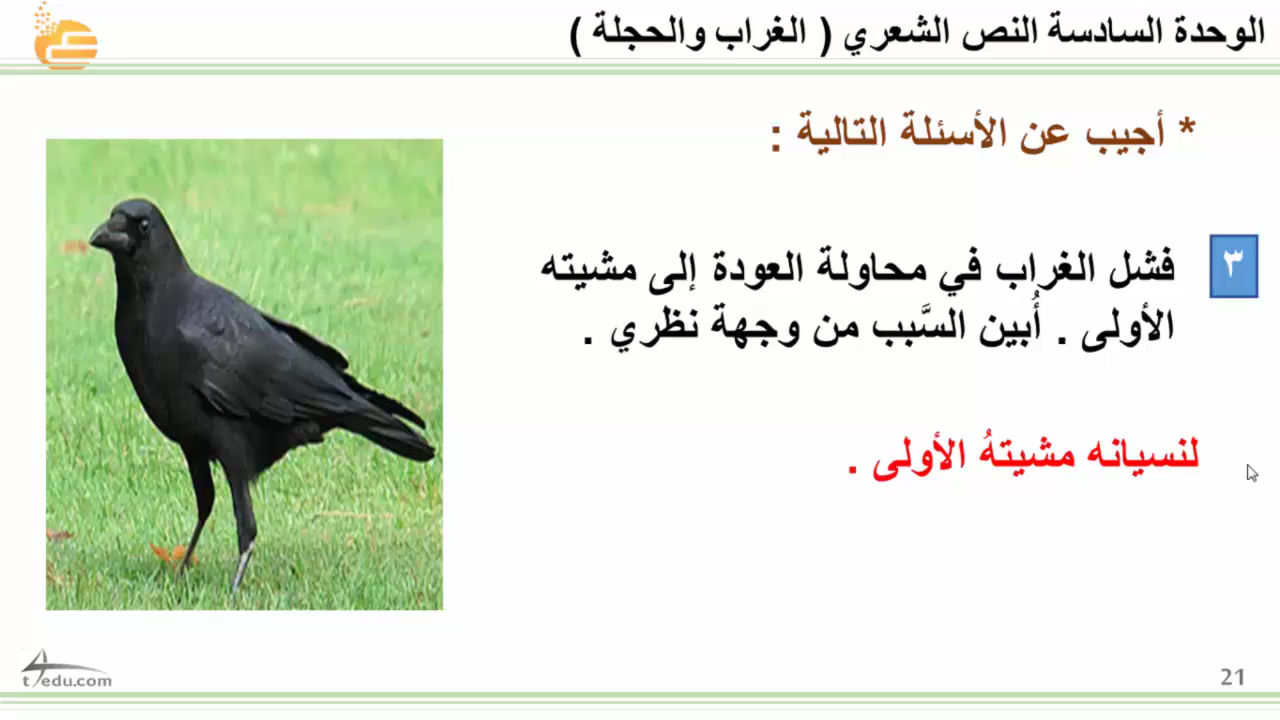 الوحدة السادسة النص الشعري ( الغراب والحجلة )
* أجيب عن الأسئلة التالية :
٣
فشل الغراب في محاولة العودة إلى مشيته
الأولى . أُبين السَّبب من وجهة نظري .
لنسيانه مشيتهُ الأولى .
t4edu.com
21